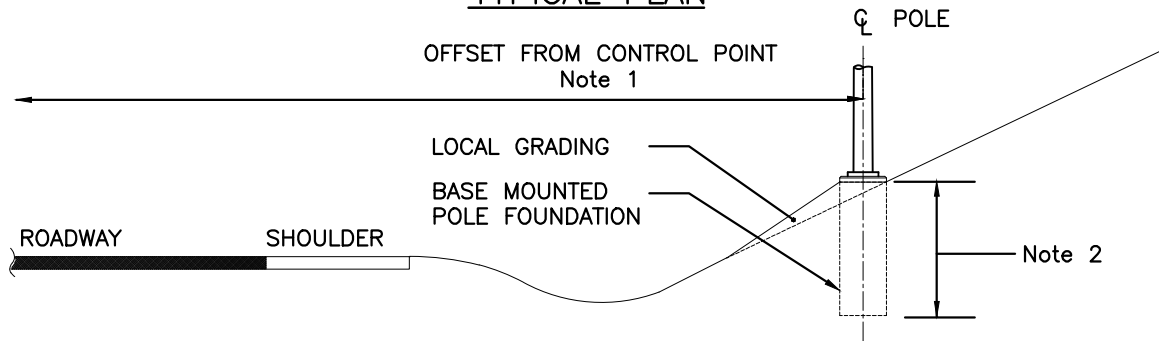 TYPICAL PLAN
℄ POLE
OFFSET FROM CONTROL POINT
Note 1
LOCAL GRADING
BASE MOUNTED
POLE FOUNDATION
ROADWAY
SHOULDER
Note 2